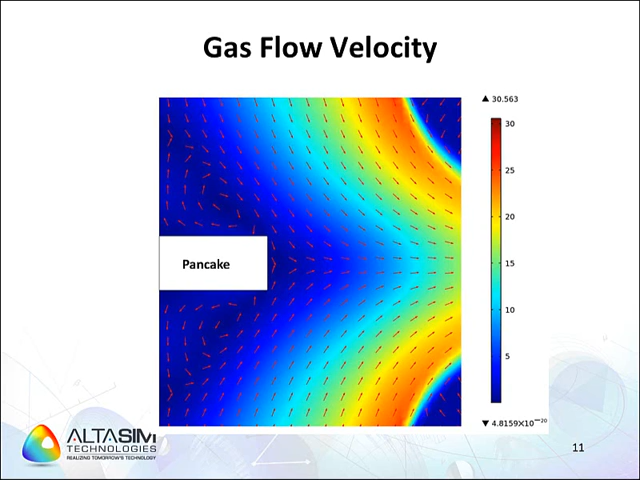 Gas Flow Velocity
▲ 30.563
30
25
20
15
10
5
▼ 4.8159×10⁻²⁰
Pancake
ALTASIM
TECHNOLOGIES
REALIZING TOMORROW'S TECHNOLOGY
11